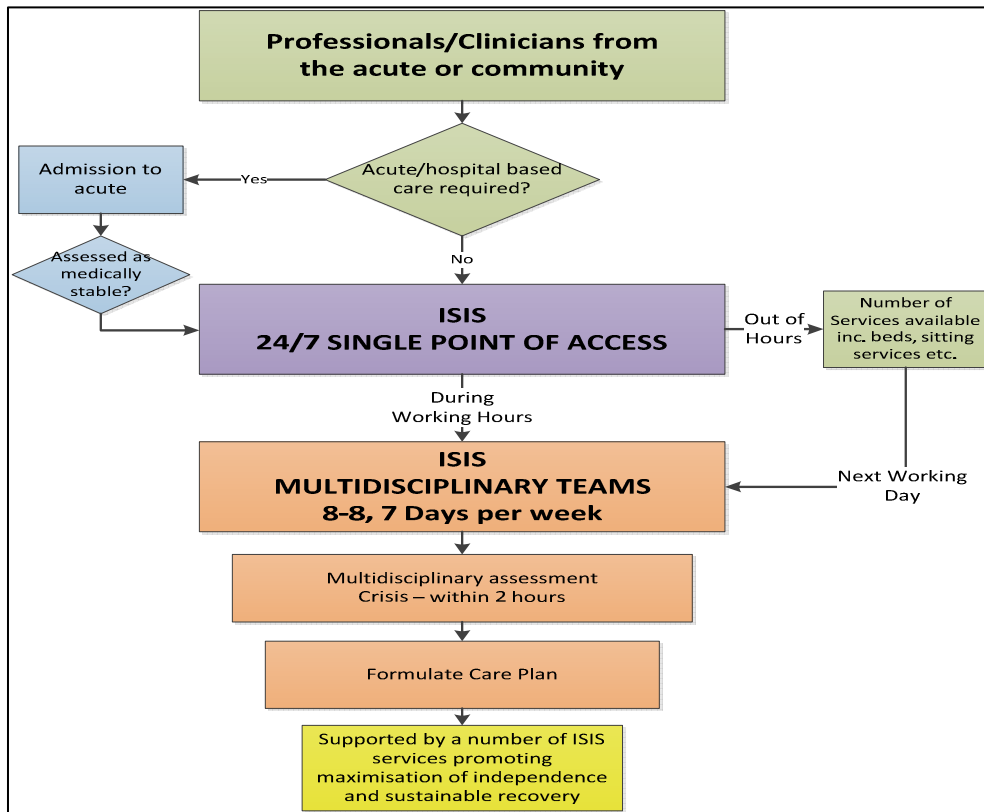 Professionals/Clinicians from
the acute or community
Acute/hospital based
care required?
Yes
Admission to
acute
Assessed as
medically
stable?
No
ISIS
24/7 SINGLE POINT OF ACCESS
Out of
Hours
Number of
Services available
inc. beds, sitting
services etc.
During
Working Hours
ISIS
MULTIDISCIPLINARY TEAMS
8-8, 7 Days per week
Next Working
Day
Multidisciplinary assessment
Crisis – within 2 hours
Formulate Care Plan
Supported by a number of ISIS
services promoting
maximisation of independence
and sustainable recovery